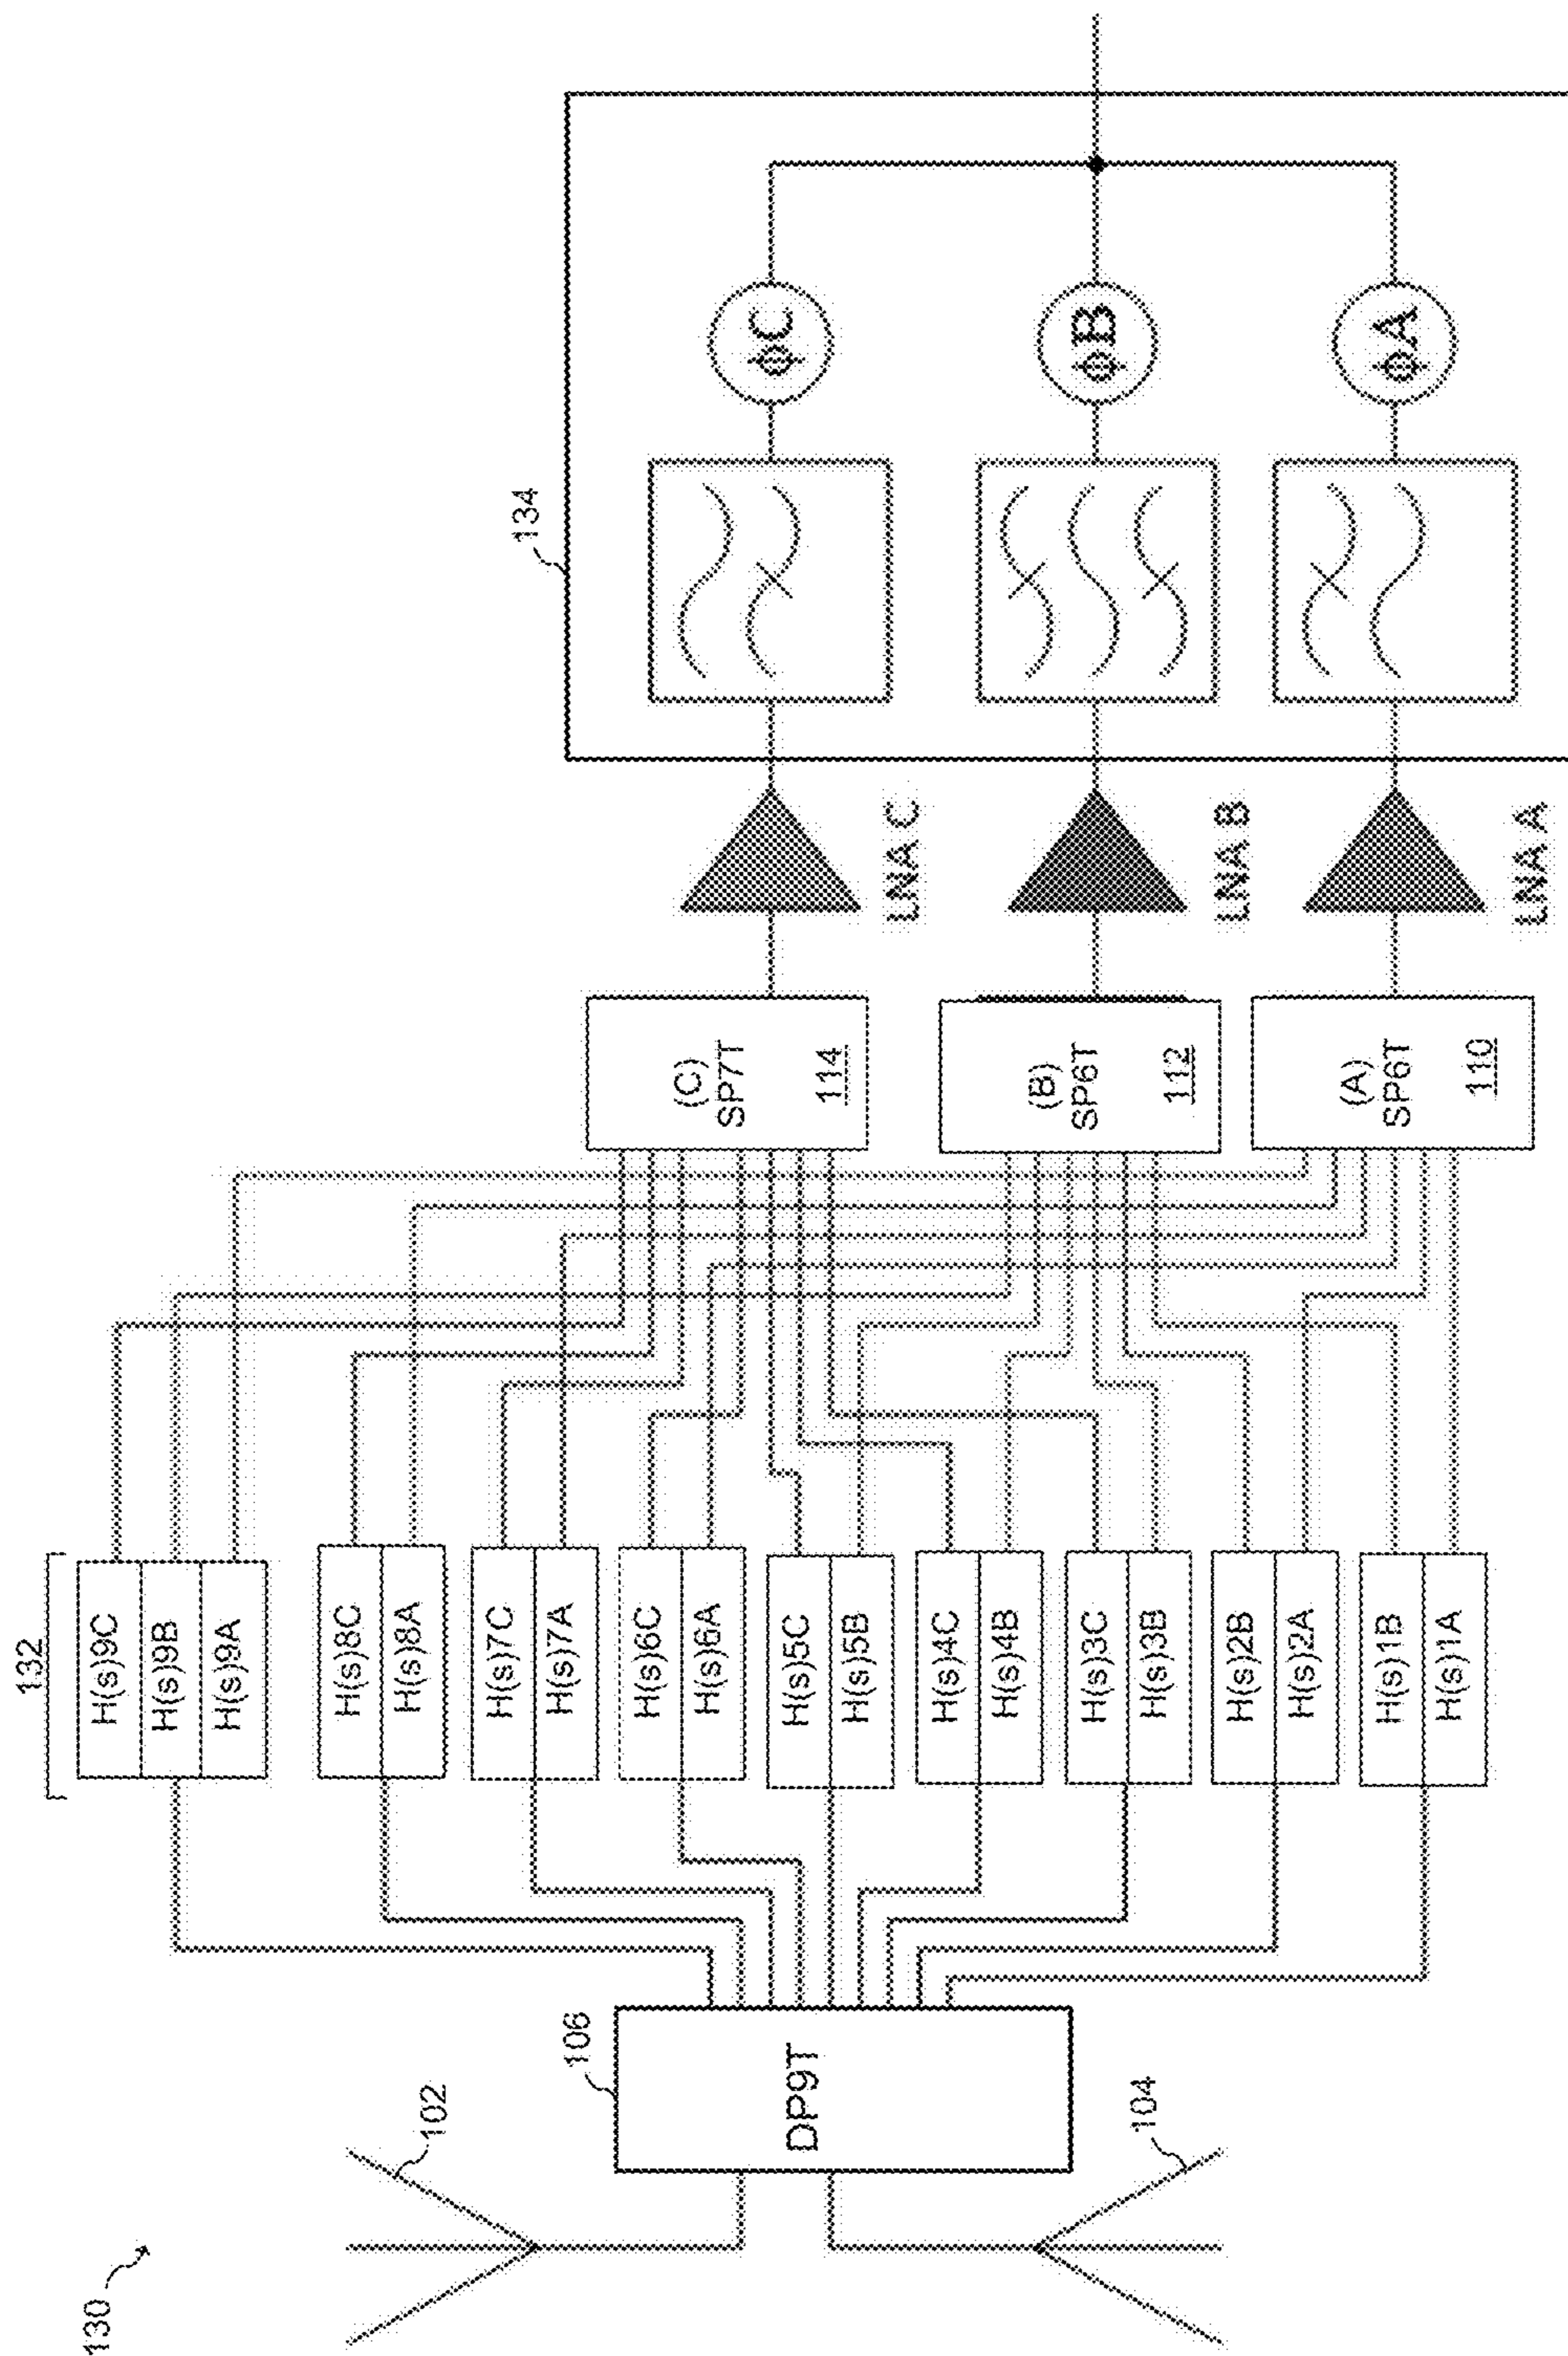 130
102
104
106
DP9T
132
H(s)9C
H(s)9B
H(s)9A
H(s)8C
H(s)8A
H(s)7C
H(s)7A
H(s)6C
H(s)6A
H(s)5C
H(s)5B
H(s)4C
H(s)4B
H(s)3C
H(s)3B
H(s)2B
H(s)2A
H(s)1B
H(s)1A
(C)
SP7T
114
(B)
SP6T
112
(A)
SP6T
110
LNA C
LNA B
LNA A
134
ϕC
ϕB
ϕA